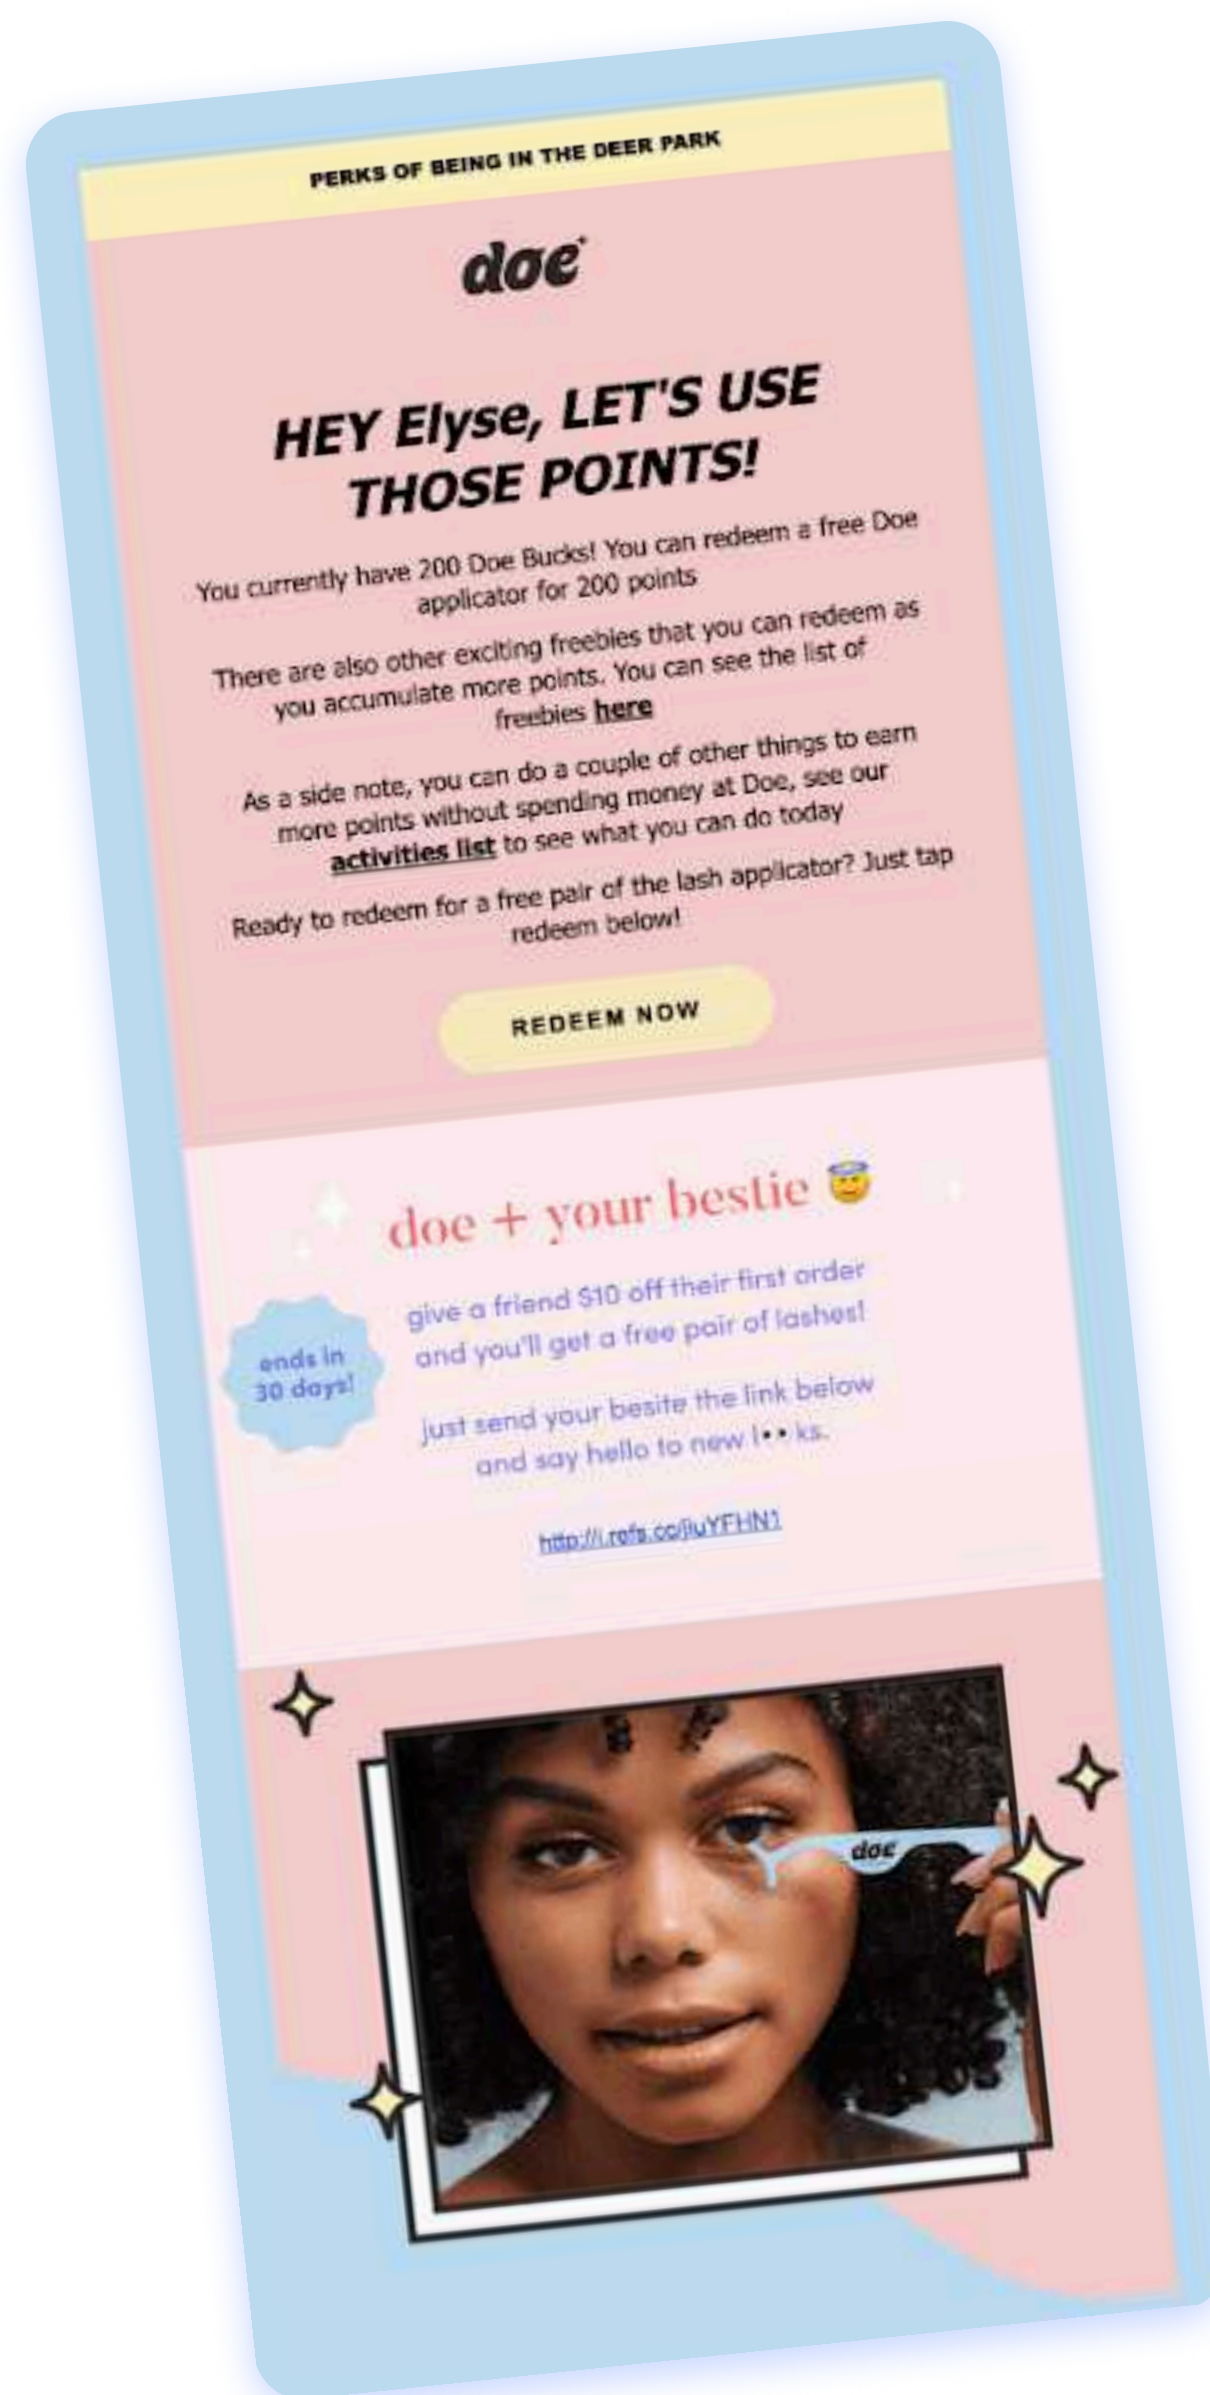 PERKS OF BEING IN THE DEER PARK
doe
HEY Elyse, LET'S USE
THOSE POINTS!
You currently have 200 Doe Bucks! You can redeem a free Doe
applicator for 200 points
There are also other exciting freebies that you can redeem as
you accumulate more points. You can see the list of
freebies here
As a side note, you can do a couple of other things to earn
more points without spending money at Doe, see our
activities list to see what you can do today
Ready to redeem for a free pair of the lash applicator? Just tap
redeem below!
REDEEM NOW
doe + your bestie 😇
give a friend $10 off their first order
and you'll get a free pair of lashes!
ends in
30 days!
just send your besite the link below
and say hello to new l••ks.
doe